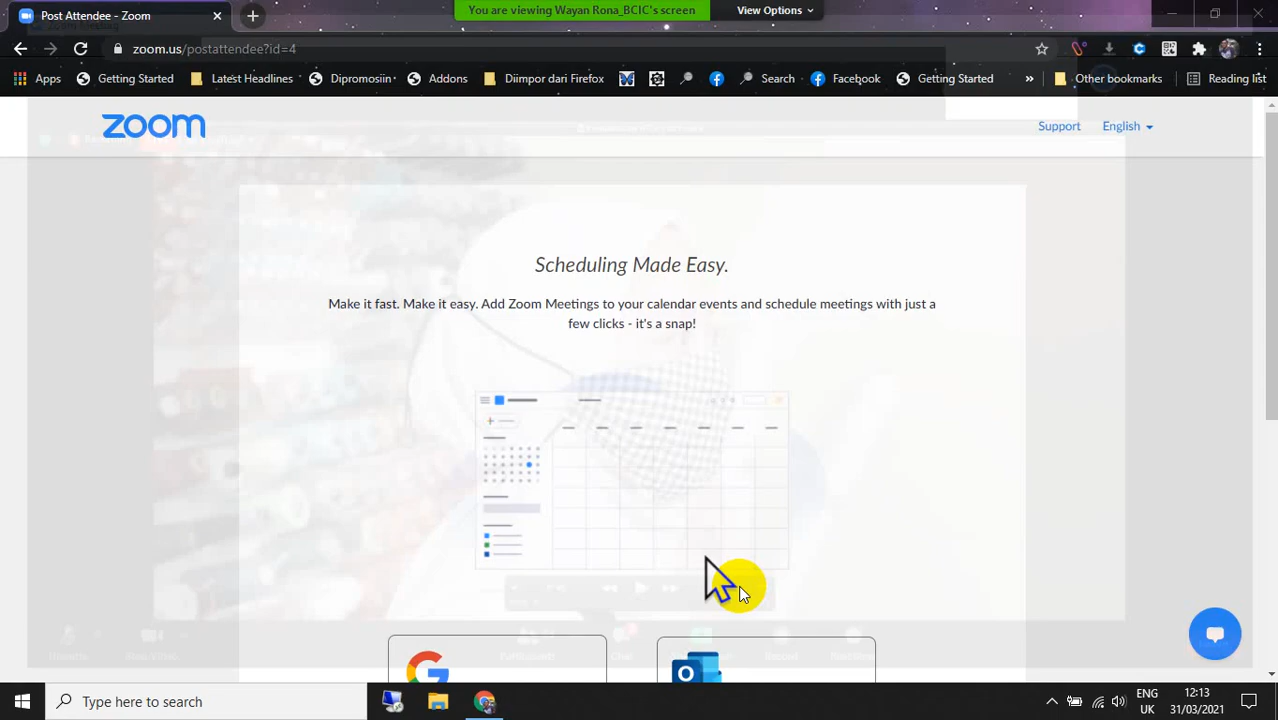 Post Attendee - Zoom
You are viewing Wayan Rona_BCIC's screen
View Options
zoom.us/postattendee?id=4
Apps
Getting Started
Latest Headlines
Dipromosiin
Addons
Diimpor dari Firefox
Search
Facebook
Getting Started
»
Other bookmarks
Reading list
zoom
Support
English
Scheduling Made Easy.
Make it fast. Make it easy. Add Zoom Meetings to your calendar events and schedule meetings with just a
few clicks - it's a snap!
Type here to search
ENG
UK
12:13
31/03/2021